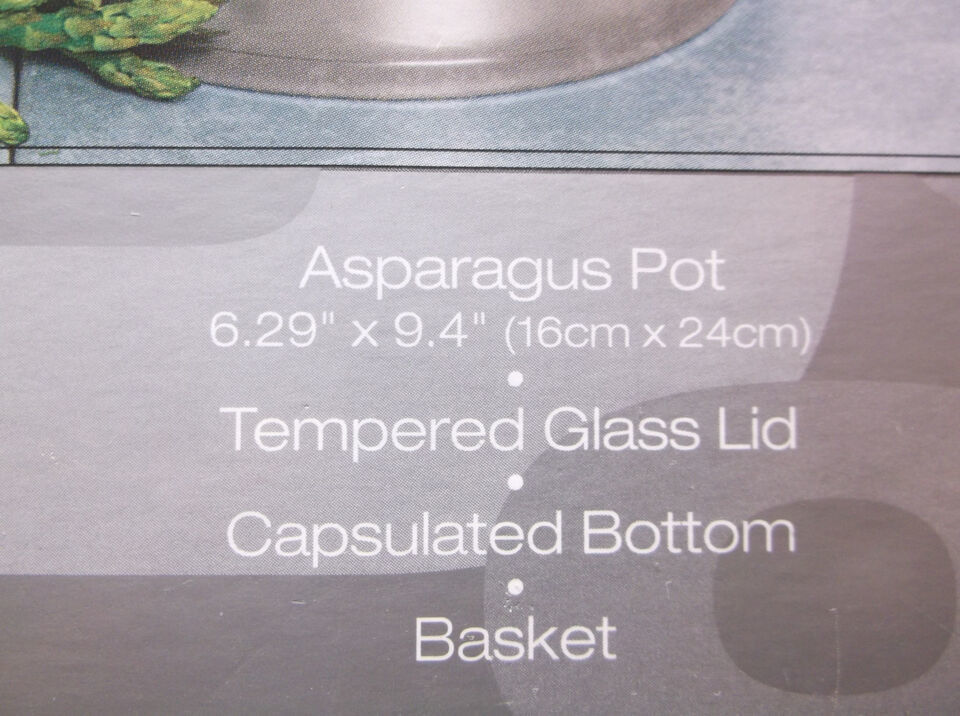 Asparagus Pot
6.29" x 9.4" (16cm x 24cm)
•
Tempered Glass Lid
•
Capsulated Bottom
•
Basket